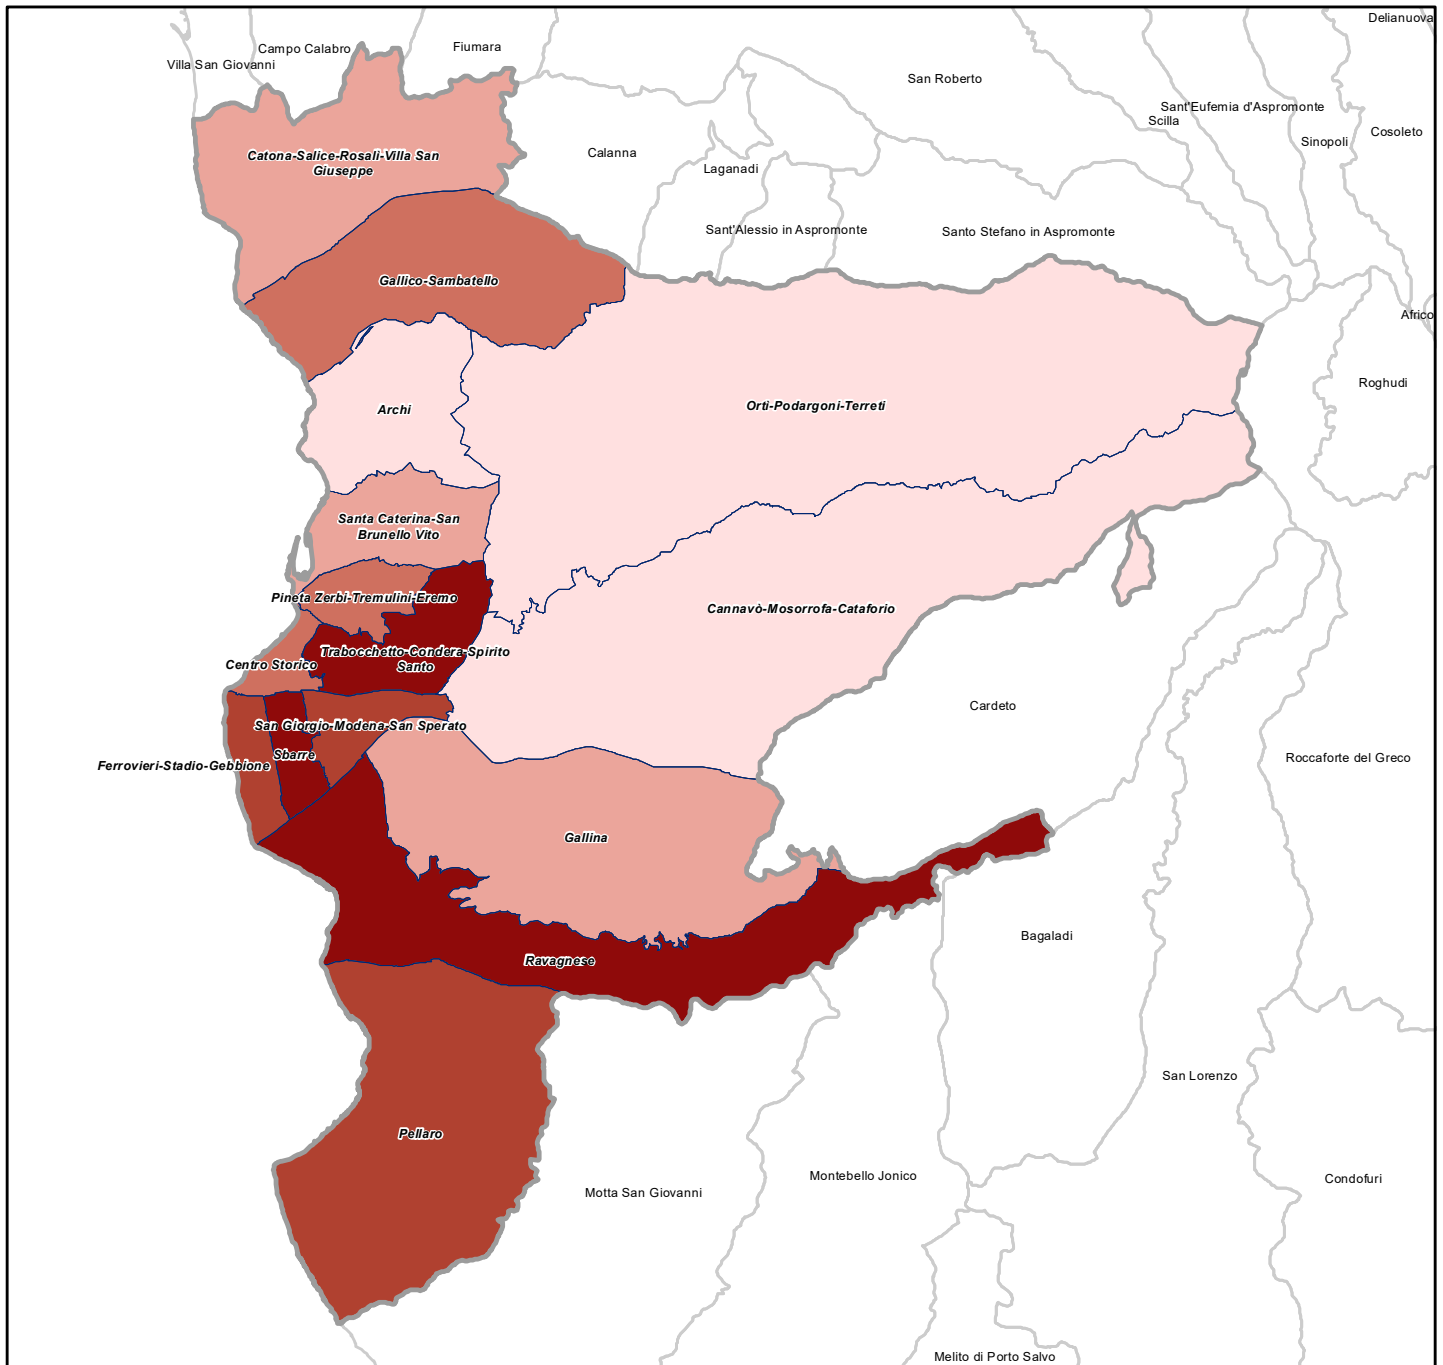 Delianuova
Campo Calabro
Fiumara
Villa San Giovanni
San Roberto
Sant'Eufemia d'Aspromonte
Scilla
Cosoleto
Sinopoli
Catona-Salice-Rosali-Villa San
Giuseppe
Calanna
Laganadi
Sant'Alessio in Aspromonte
Santo Stefano in Aspromonte
Gallico-Sambatello
Africo
Roghudi
Archi
Orti-Podargoni-Terreti
Santa Caterina-San
Brunello Vito
Pineta Zerbi-Tremulini-Eremo
Cannavò-Mosorrofa-Cataforio
Trabocchetto-Condera-Spirito
Santo
Centro Storico
Cardeto
San Giorgio-Modena-San Sperato
Sbarre
Ferrovieri-Stadio-Gebbione
Roccaforte del Greco
Gallina
Bagaladi
Ravagnese
San Lorenzo
Pellaro
Montebello Jonico
Condofuri
Motta San Giovanni
Melito di Porto Salvo